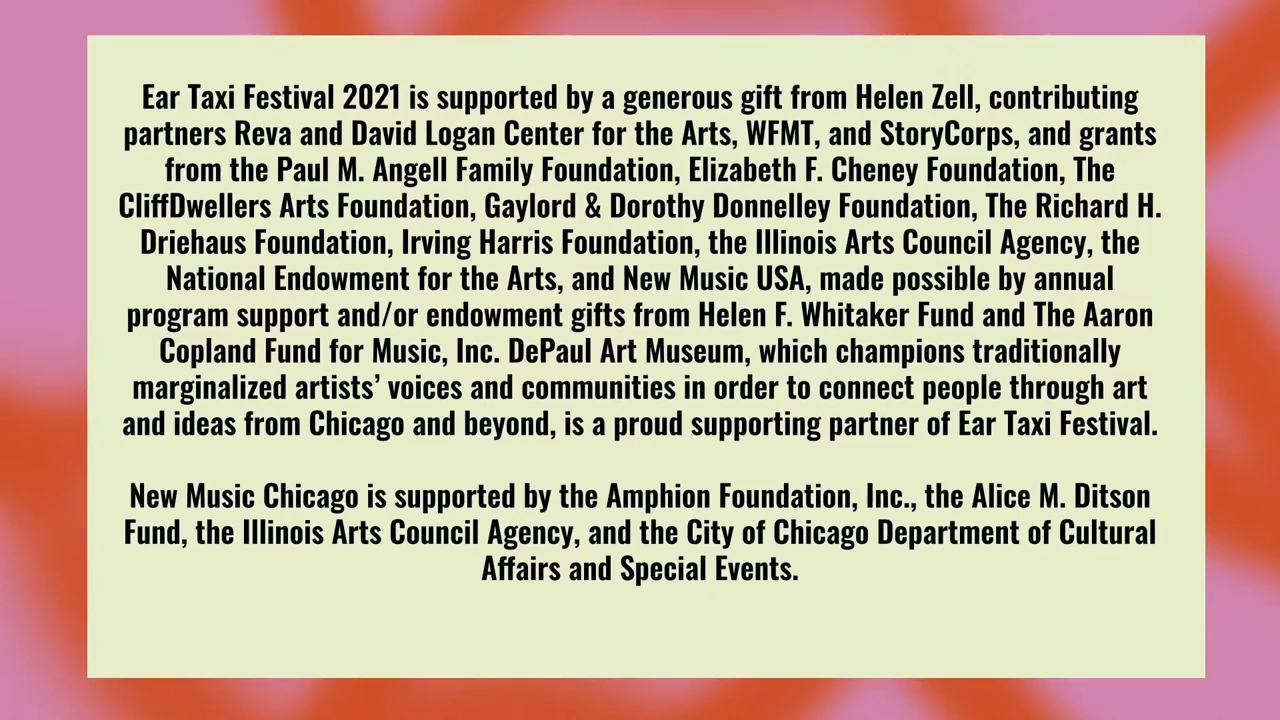 Ear Taxi Festival 2021 is supported by a generous gift from Helen Zell, contributing
partners Reva and David Logan Center for the Arts, WFMT, and StoryCorps, and grants
from the Paul M. Angell Family Foundation, Elizabeth F. Cheney Foundation, The
CliffDwellers Arts Foundation, Gaylord & Dorothy Donnelley Foundation, The Richard H.
Driehaus Foundation, Irving Harris Foundation, the Illinois Arts Council Agency, the
National Endowment for the Arts, and New Music USA, made possible by annual
program support and/or endowment gifts from Helen F. Whitaker Fund and The Aaron
Copland Fund for Music, Inc. DePaul Art Museum, which champions traditionally
marginalized artists’ voices and communities in order to connect people through art
and ideas from Chicago and beyond, is a proud supporting partner of Ear Taxi Festival.
New Music Chicago is supported by the Amphion Foundation, Inc., the Alice M. Ditson
Fund, the Illinois Arts Council Agency, and the City of Chicago Department of Cultural
Affairs and Special Events.